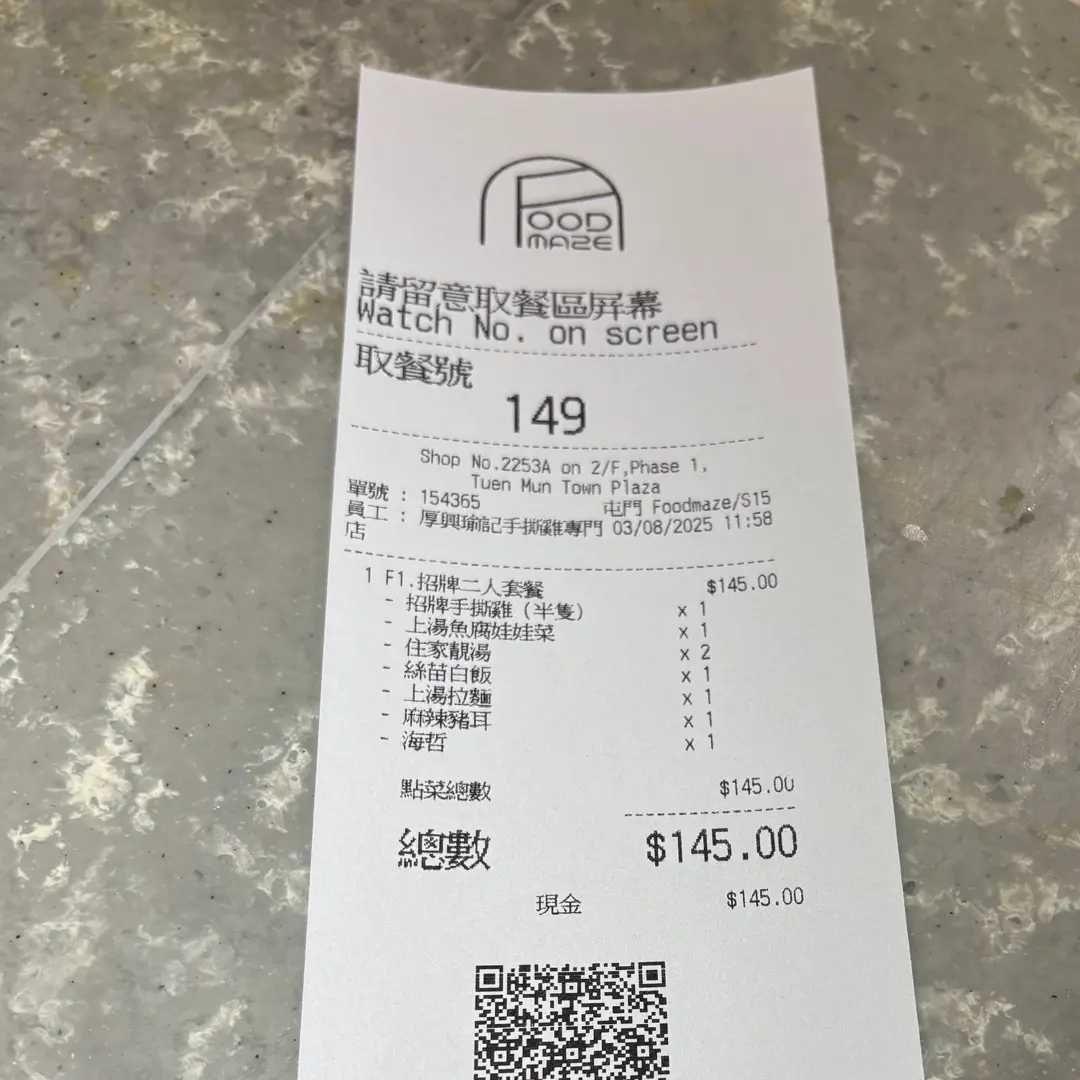 FOOD
MAZE
請留意取餐區屏幕
Watch No. on screen
取餐號
149
Shop No.2253A on 2/F,Phase 1,
Tuen Mun Town Plaza
單號 : 154365 屯門 Foodmaze/S15
員工 : 厚興瑜記手撕雞專門 03/08/2025 11:58
店
1 F1.招牌二人套餐 $145.00
- 招牌手撕雞 (半隻) x 1
- 上湯魚腐娃娃菜 x 1
- 住家靚湯 x 2
- 絲苗白飯 x 1
- 上湯拉麵 x 1
- 麻辣豬耳 x 1
- 海哲 x 1
點菜總數 $145.00
總數 $145.00
現金 $145.00